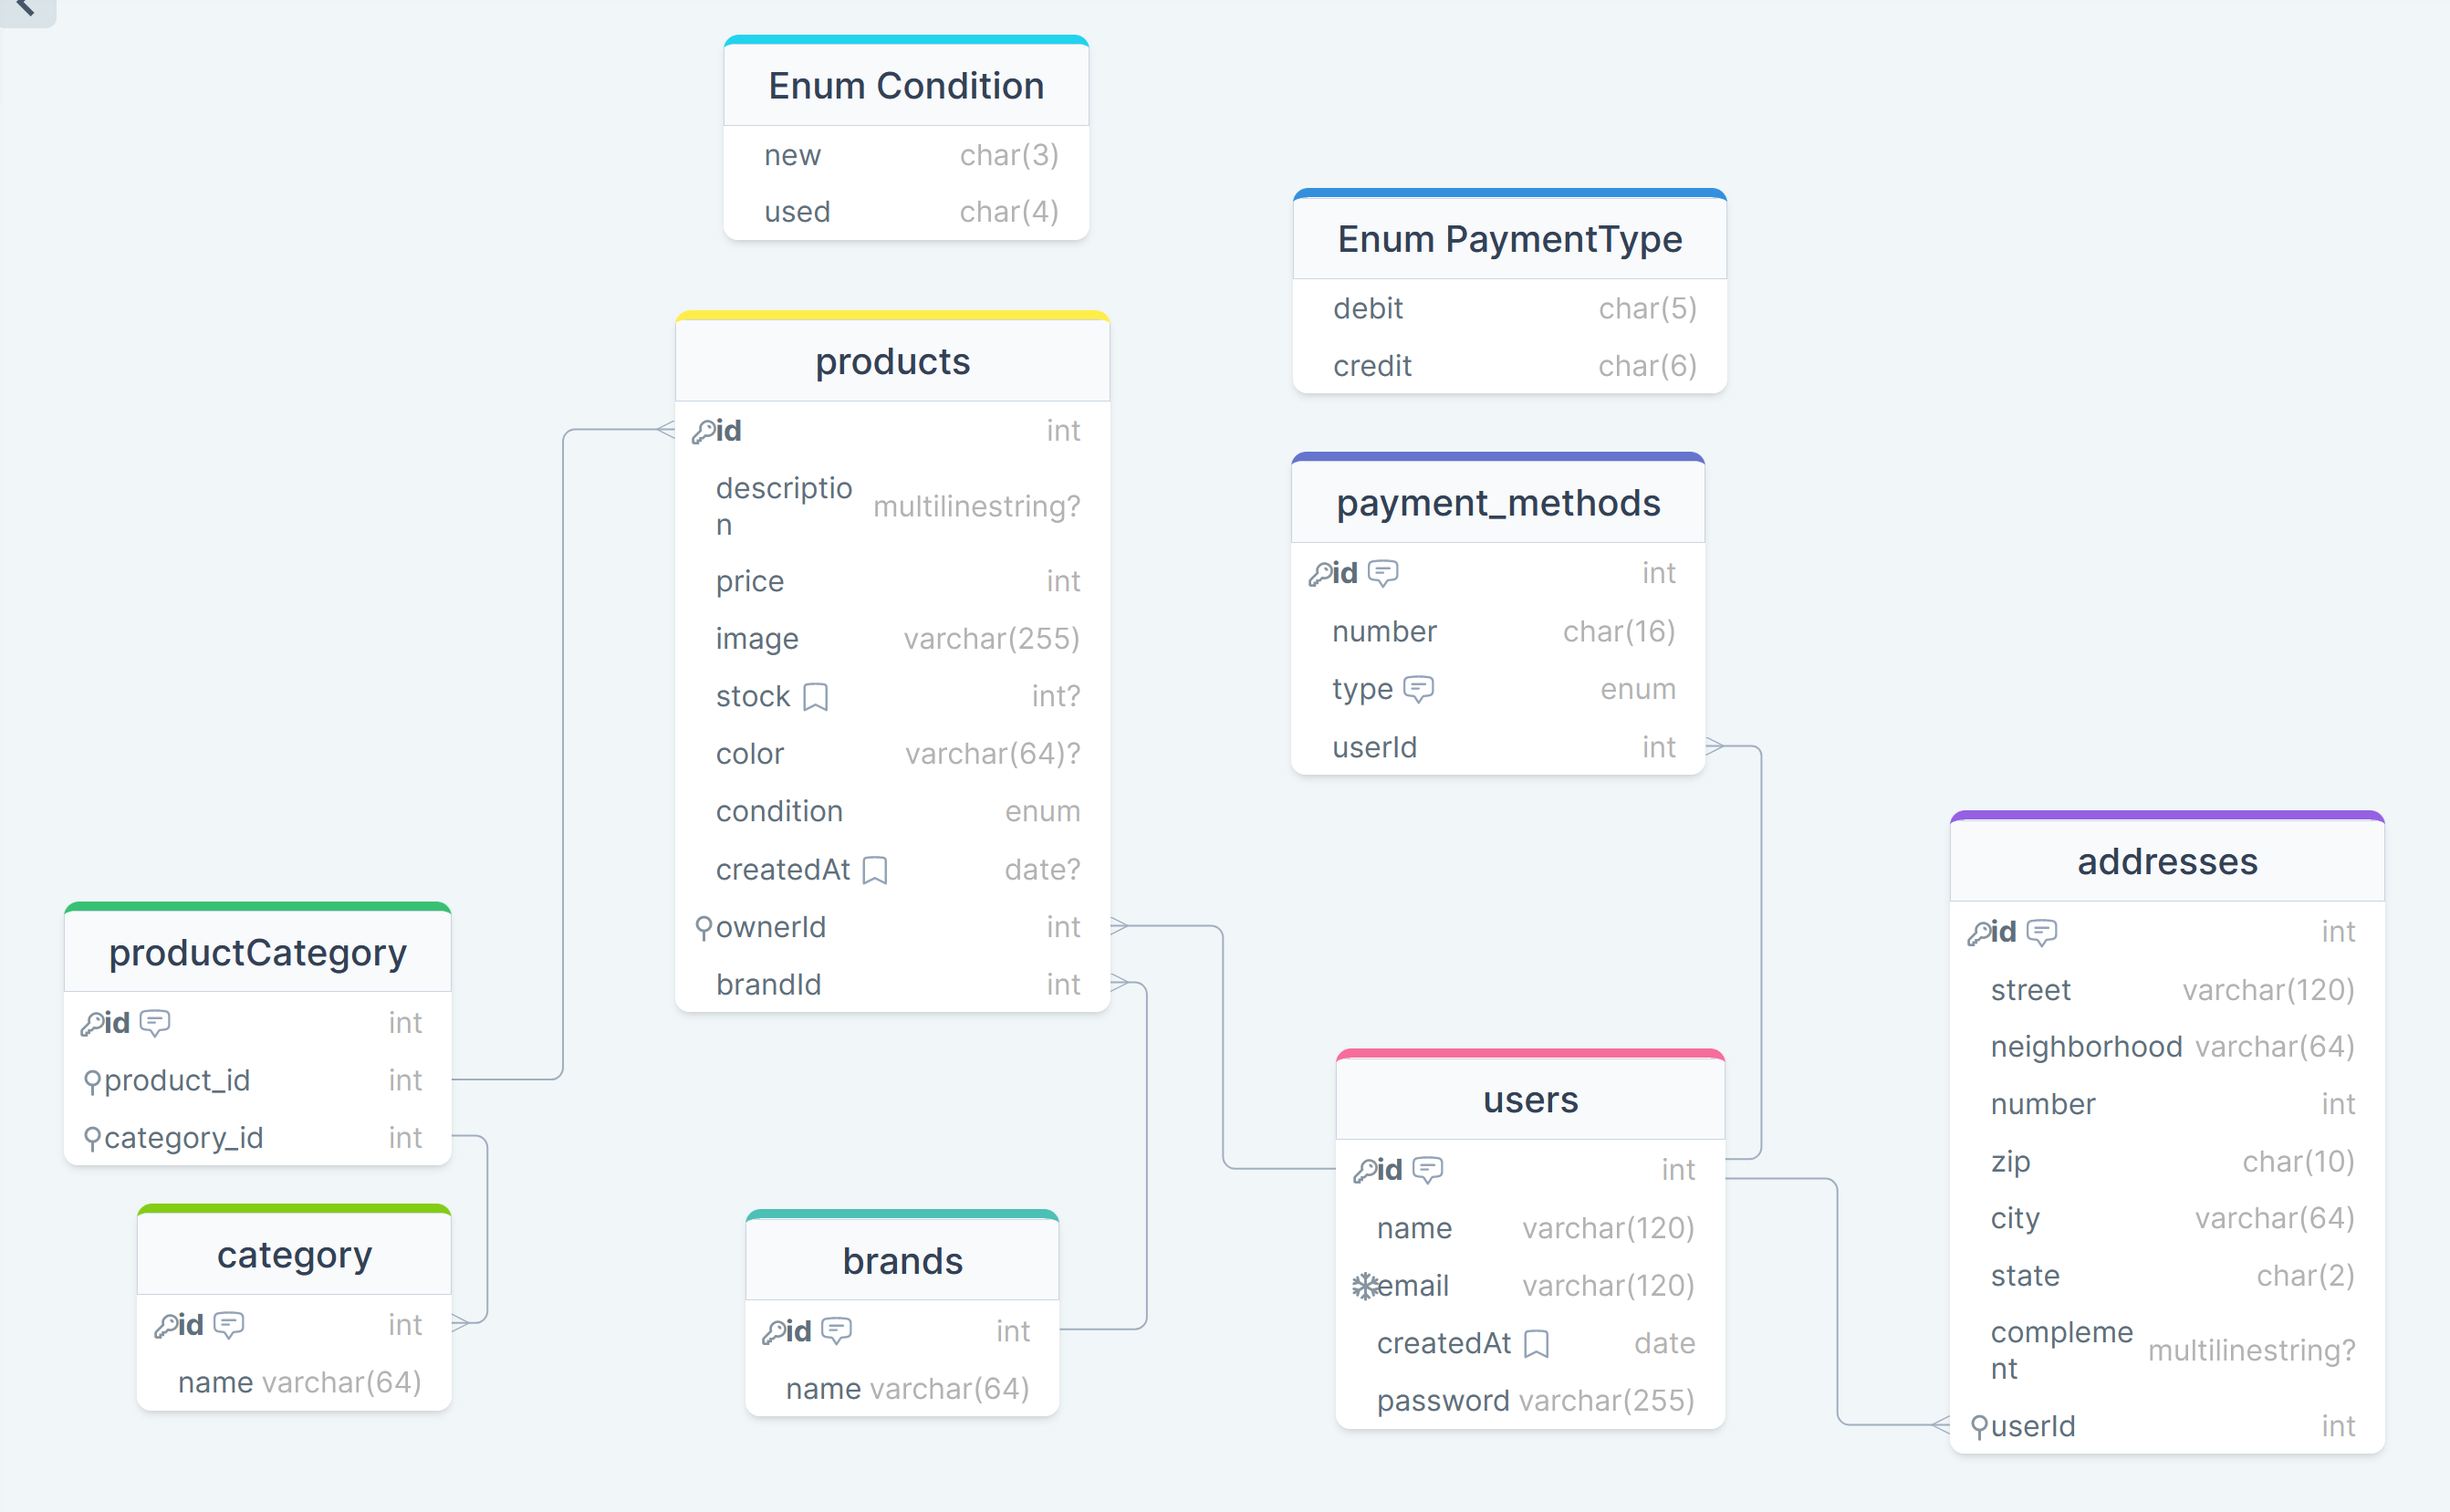 Enum Condition
new char(3)
used char(4)
Enum PaymentType
debit char(5)
credit char(6)
products
id int
descriptio
n multilinestring?
price int
image varchar(255)
stock int?
color varchar(64)?
condition enum
createdAt date?
ownerId int
brandId int
payment_methods
id int
number char(16)
type enum
userId int
addresses
id int
street varchar(120)
neighborhood varchar(64)
number int
zip char(10)
city varchar(64)
state char(2)
compleme
nt multilinestring?
userId int
productCategory
id int
product_id int
category_id int
category
id int
name varchar(64)
brands
id int
name varchar(64)
users
id int
name varchar(120)
email varchar(120)
createdAt date
password varchar(255)